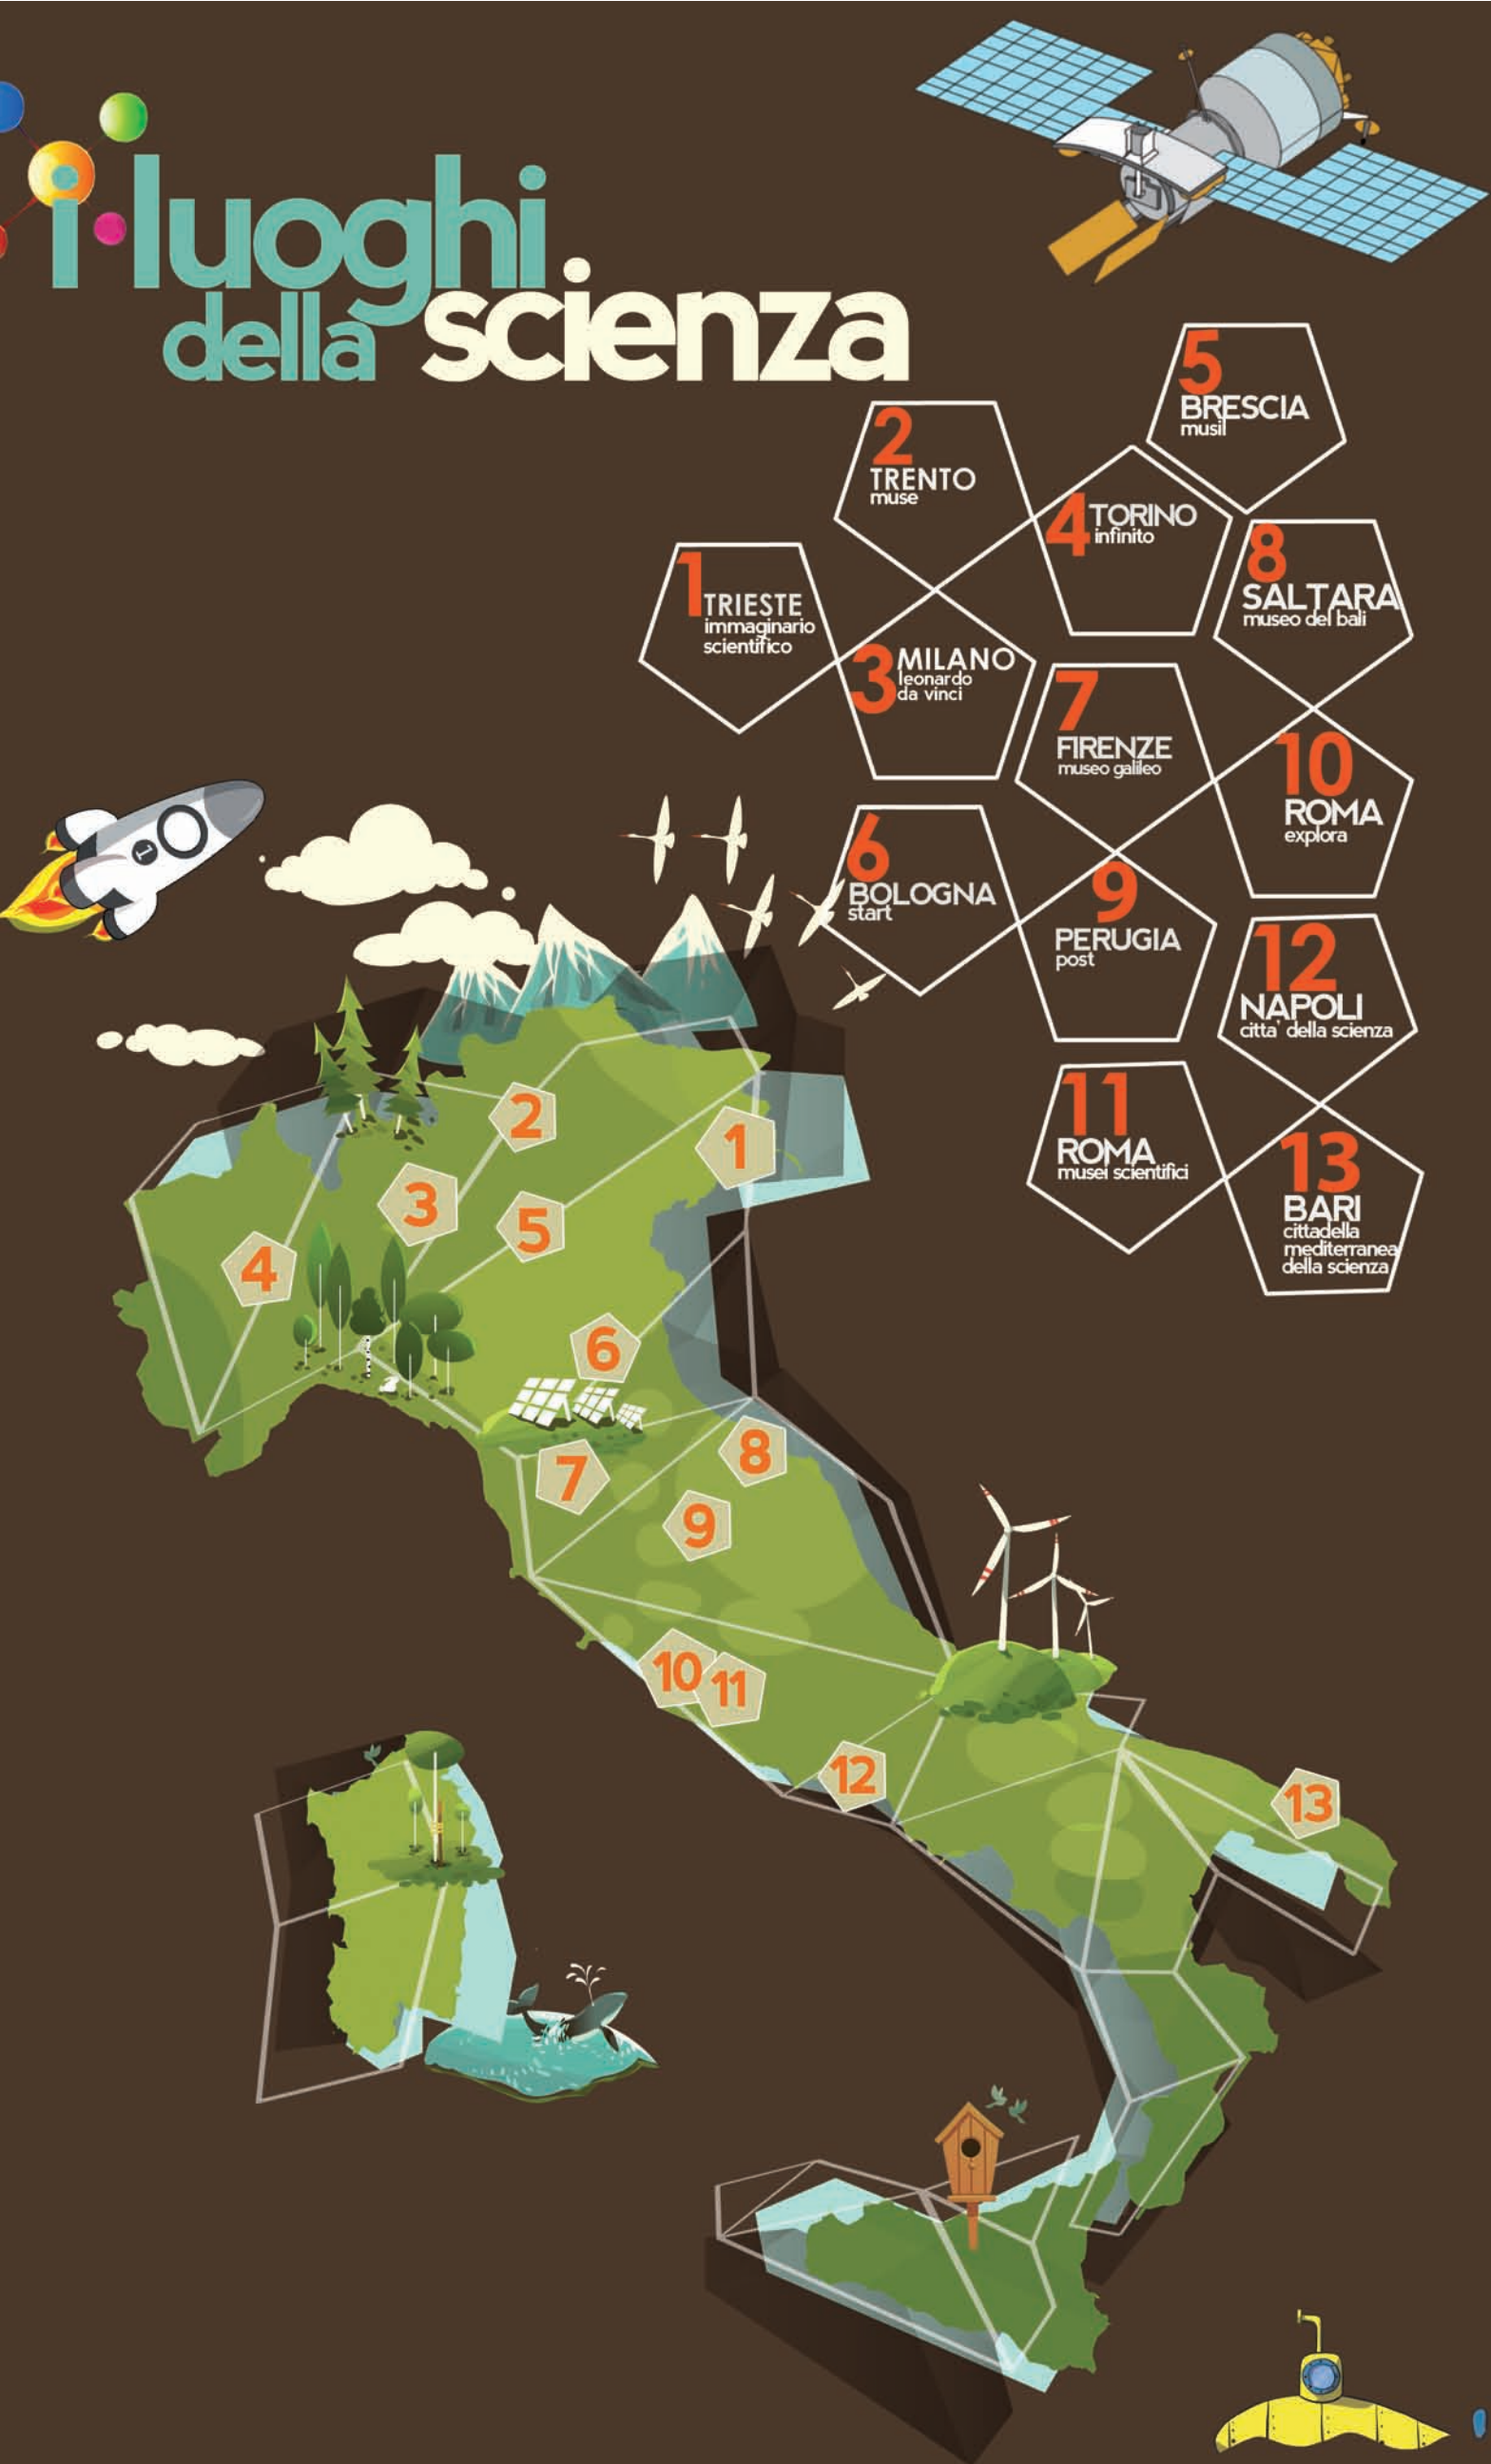 i luoghi
della scienza
5
BRESCIA
musil
2
TRENTO
muse
4
TORINO
infinito
8
SALTARA
museo del bali
1
TRIESTE
immaginario
scientifico
3
MILANO
leonardo
da vinci
7
FIRENZE
museo galileo
10
ROMA
explora
6
BOLOGNA
start
9
PERUGIA
post
12
NAPOLI
citta' della scienza
11
ROMA
musei scientifici
13
BARI
cittadella
mediterranea
della scienza
1
2
1
3
5
4
6
8
7
9
10
11
12
13